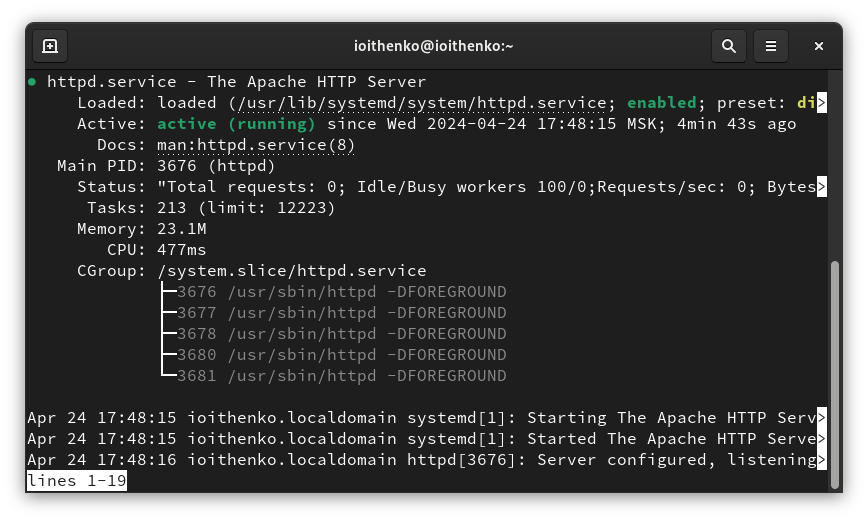 ioithenko@ioithenko:~
● httpd.service - The Apache HTTP Server
Loaded: loaded (/usr/lib/systemd/system/httpd.service; enabled; preset: di>
Active: active (running) since Wed 2024-04-24 17:48:15 MSK; 4min 43s ago
Docs: man:httpd.service(8)
Main PID: 3676 (httpd)
Status: "Total requests: 0; Idle/Busy workers 100/0;Requests/sec: 0; Bytes>
Tasks: 213 (limit: 12223)
Memory: 23.1M
CPU: 477ms
CGroup: /system.slice/httpd.service
├─3676 /usr/sbin/httpd -DFOREGROUND
├─3677 /usr/sbin/httpd -DFOREGROUND
├─3678 /usr/sbin/httpd -DFOREGROUND
├─3680 /usr/sbin/httpd -DFOREGROUND
└─3681 /usr/sbin/httpd -DFOREGROUND
Apr 24 17:48:15 ioithenko.localdomain systemd[1]: Starting The Apache HTTP Serv>
Apr 24 17:48:15 ioithenko.localdomain systemd[1]: Started The Apache HTTP Serve>
Apr 24 17:48:16 ioithenko.localdomain httpd[3676]: Server configured, listening>
lines 1-19